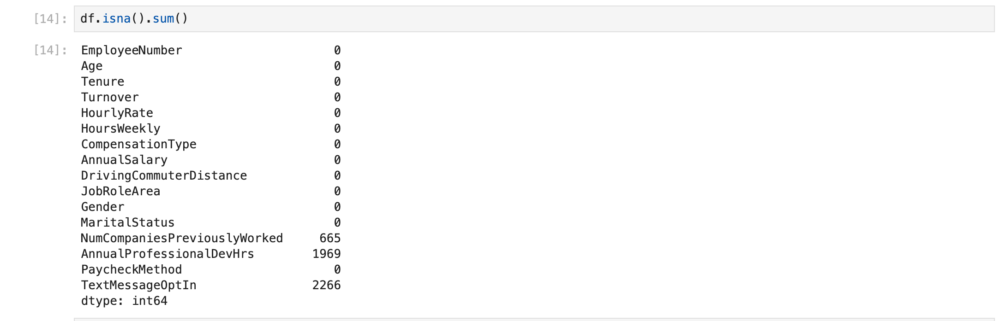 [14]: df.isna().sum()
[14]: EmployeeNumber 0
Age 0
Tenure 0
Turnover 0
HourlyRate 0
HoursWeekly 0
CompensationType 0
AnnualSalary 0
DrivingCommuterDistance 0
JobRoleArea 0
Gender 0
MaritalStatus 0
NumCompaniesPreviouslyWorked 665
AnnualProfessionalDevHrs 1969
PaycheckMethod 0
TextMessageOptIn 2266
dtype: int64